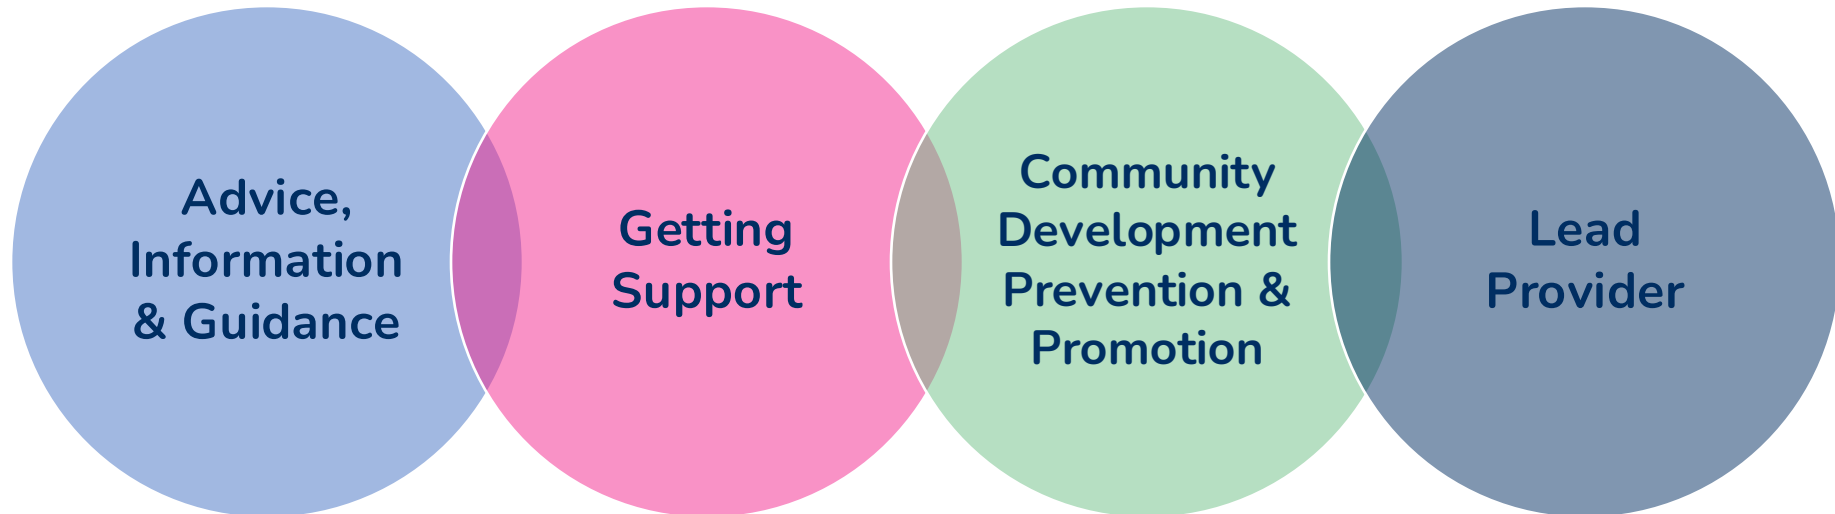 Advice,
Information
& Guidance
Getting
Support
Community
Development
Prevention &
Promotion
Lead
Provider